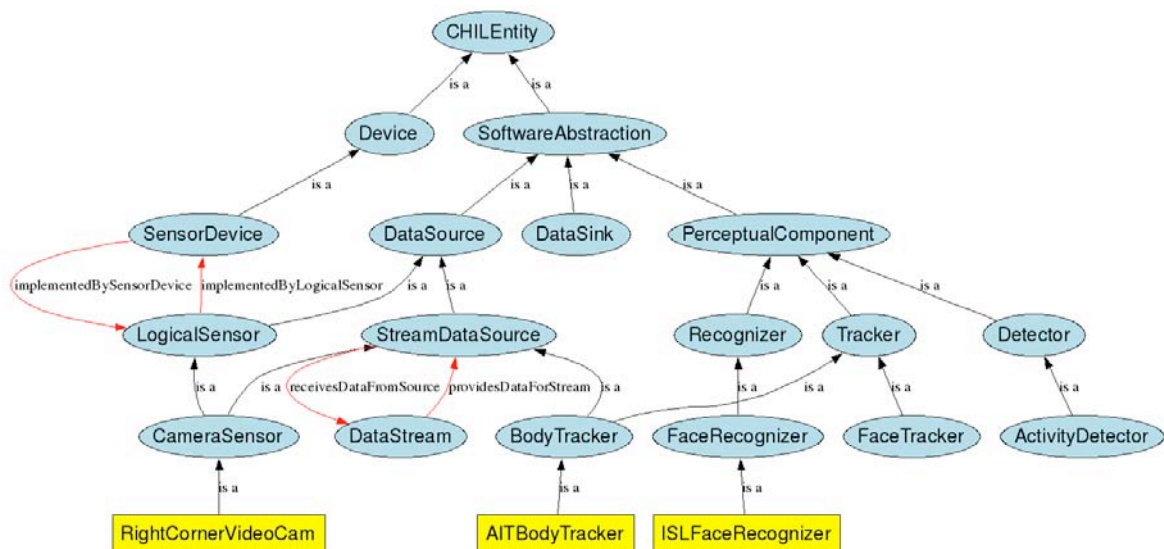 CHILEntity
is a
is a
Device
SoftwareAbstraction
is a
is a
is a
is a
SensorDevice
DataSource
DataSink
PerceptualComponent
implementedBySensorDevice
implementedByLogicalSensor
is a
is a
is a
is a
is a
LogicalSensor
StreamDataSource
Recognizer
Tracker
Detector
is a
is a
receivesDataFromSource
providesDataForStream
is a
is a
is a
is a
is a
CameraSensor
DataStream
BodyTracker
FaceRecognizer
FaceTracker
ActivityDetector
is a
is a
is a
RightCornerVideoCam
AITBodyTracker
ISLFaceRecognizer